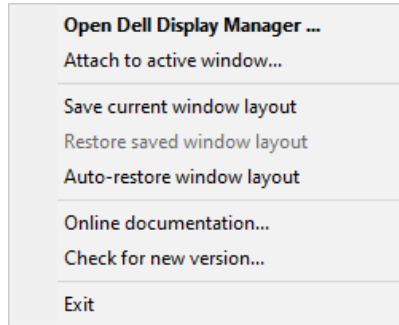 Open Dell Display Manager ...
Attach to active window...
Save current window layout
Restore saved window layout
Auto-restore window layout
Online documentation...
Check for new version...
Exit